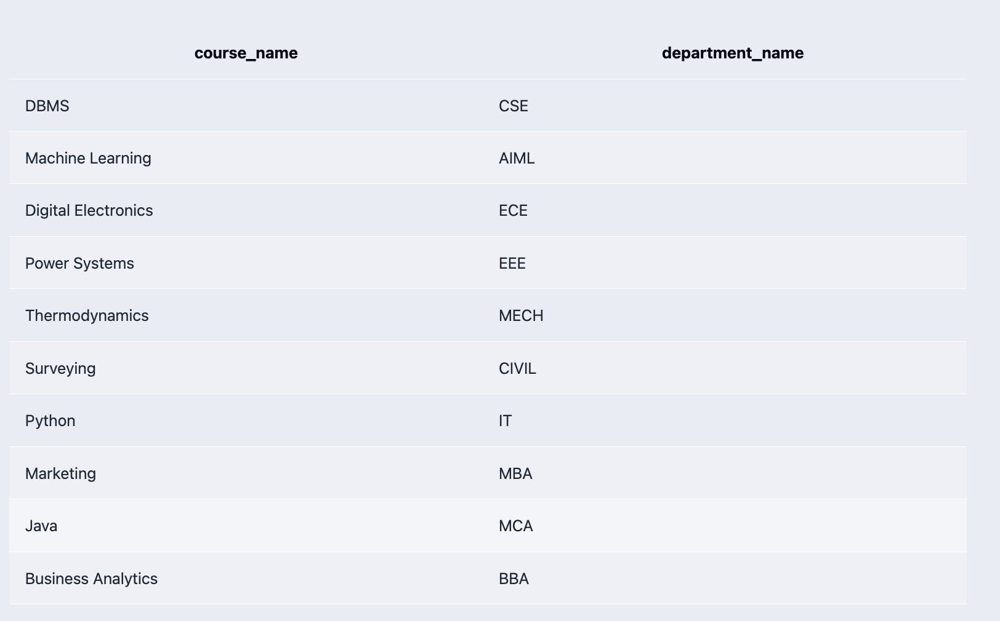 course_name department_name
DBMS CSE
Machine Learning AIML
Digital Electronics ECE
Power Systems EEE
Thermodynamics MECH
Surveying CIVIL
Python IT
Marketing MBA
Java MCA
Business Analytics BBA